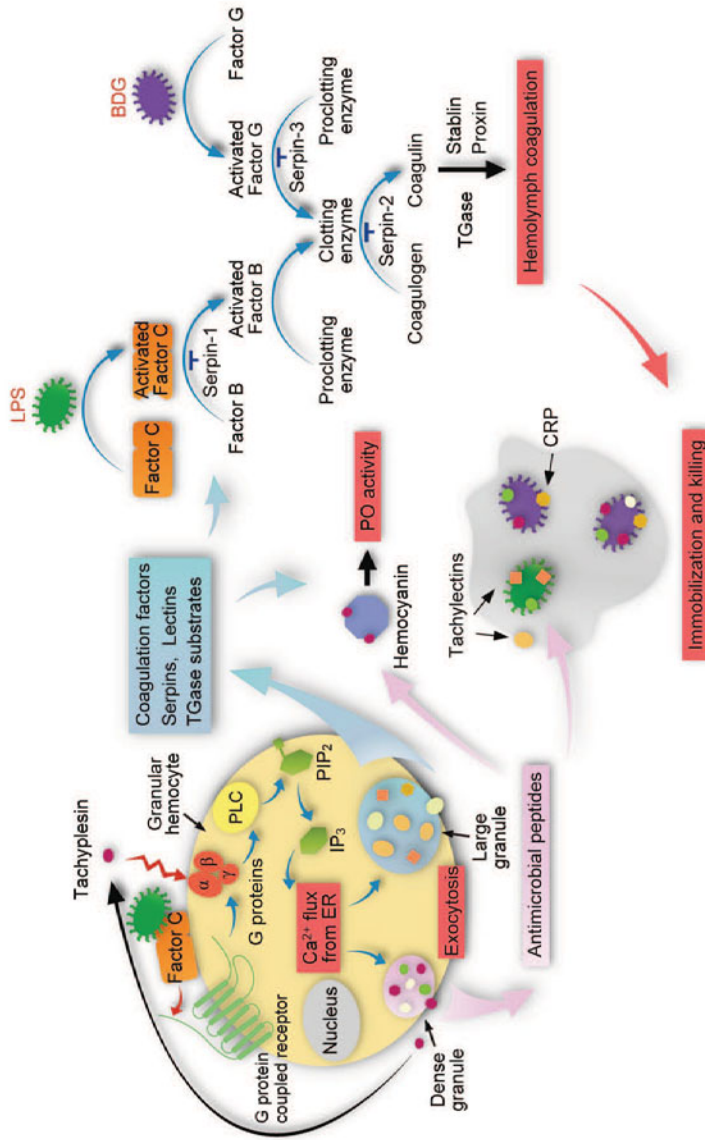 Tachyplesin
Granular
hemocyte
Factor C
G protein
coupled receptor
α
β
γ
G proteins
PLC
PIP₂
IP₃
Ca²⁺ flux
from ER
Nucleus
Exocytosis
Dense
granule
Large
granule
Antimicrobial peptides
Coagulation factors
Serpins, Lectins
TGase substrates
Hemocyanin
PO activity
Tachylectins
CRP
Immobilization and killing
LPS
Factor C
Activated
Factor C
Serpin-1
Factor B
Activated
Factor B
BDG
Factor G
Activated
Factor G
Serpin-3
Proclotting
enzyme
Proclotting
enzyme
Clotting
enzyme
Serpin-2
Coagulogen
Coagulin
TGase
Stablin
Proxin
Hemolymph coagulation